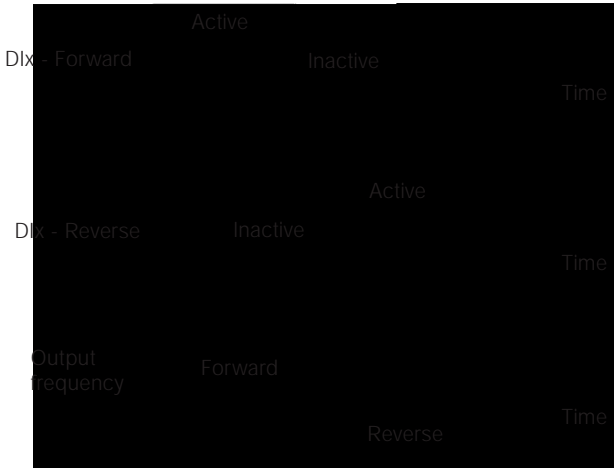 Active
DIx - Forward
Inactive
Time
Active
DIx - Reverse
Inactive
Time
Output
frequency
Forward
Time
Reverse